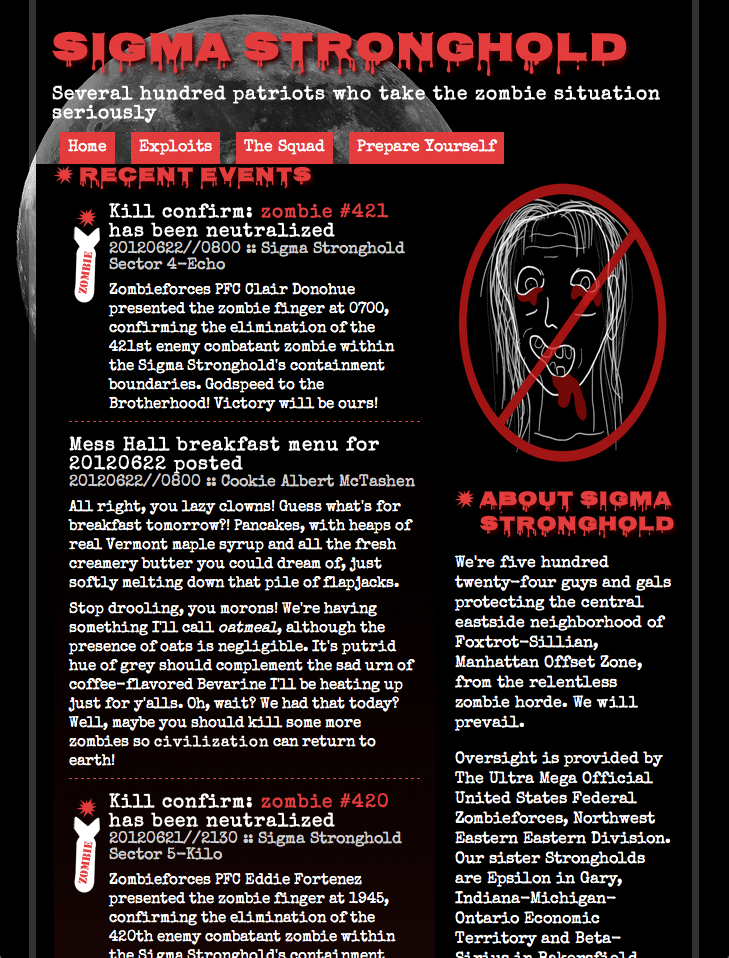 SIGMA STRONGHOLD
Several hundred patriots who take the zombie situation
seriously
Home Exploits The Squad Prepare Yourself
RECENT EVENTS
ZOMBIE
Kill confirm: zombie #421
has been neutralized
20120622//0800 :: Sigma Stronghold
Sector 4-Echo
Zombieforces PFC Clair Donohue
presented the zombie finger at 0700,
confirming the elimination of the
421st enemy combatant zombie within
the Sigma Stronghold's containment
boundaries. Godspeed to the
Brotherhood! Victory will be ours!
Mess Hall breakfast menu for
20120622 posted
20120622//0800 :: Cookie Albert McTashen
All right, you lazy clowns! Guess what's for
breakfast tomorrow?! Pancakes, with heaps of
real Vermont maple syrup and all the fresh
creamery butter you could dream of, just
softly melting down that pile of flapjacks.
Stop drooling, you morons! We're having
something I'll call oatmeal, although the
presence of oats is negligible. It's putrid
hue of grey should complement the sad urn of
coffee-flavored Bevarine I'll be heating up
just for y'alls. Oh, wait? We had that today?
Well, maybe you should kill some more
zombies so civilization can return to
earth!
ZOMBIE
Kill confirm: zombie #420
has been neutralized
20120621//2130 :: Sigma Stronghold
Sector 5-Kilo
Zombieforces PFC Eddie Fortenez
presented the zombie finger at 1945,
confirming the elimination of the
420th enemy combatant zombie within
the Sigma Stronghold's containment
ABOUT SIGMA
STRONGHOLD
We're five hundred
twenty-four guys and gals
protecting the central
eastside neighborhood of
Foxtrot-Sillian,
Manhattan Offset Zone,
from the relentless
zombie horde. We will
prevail.
Oversight is provided by
The Ultra Mega Official
United States Federal
Zombieforces, Northwest
Eastern Eastern Division.
Our sister Strongholds
are Epsilon in Gary,
Indiana-Michigan-
Ontario Economic
Territory and Beta-
Sirius in Bakersfield